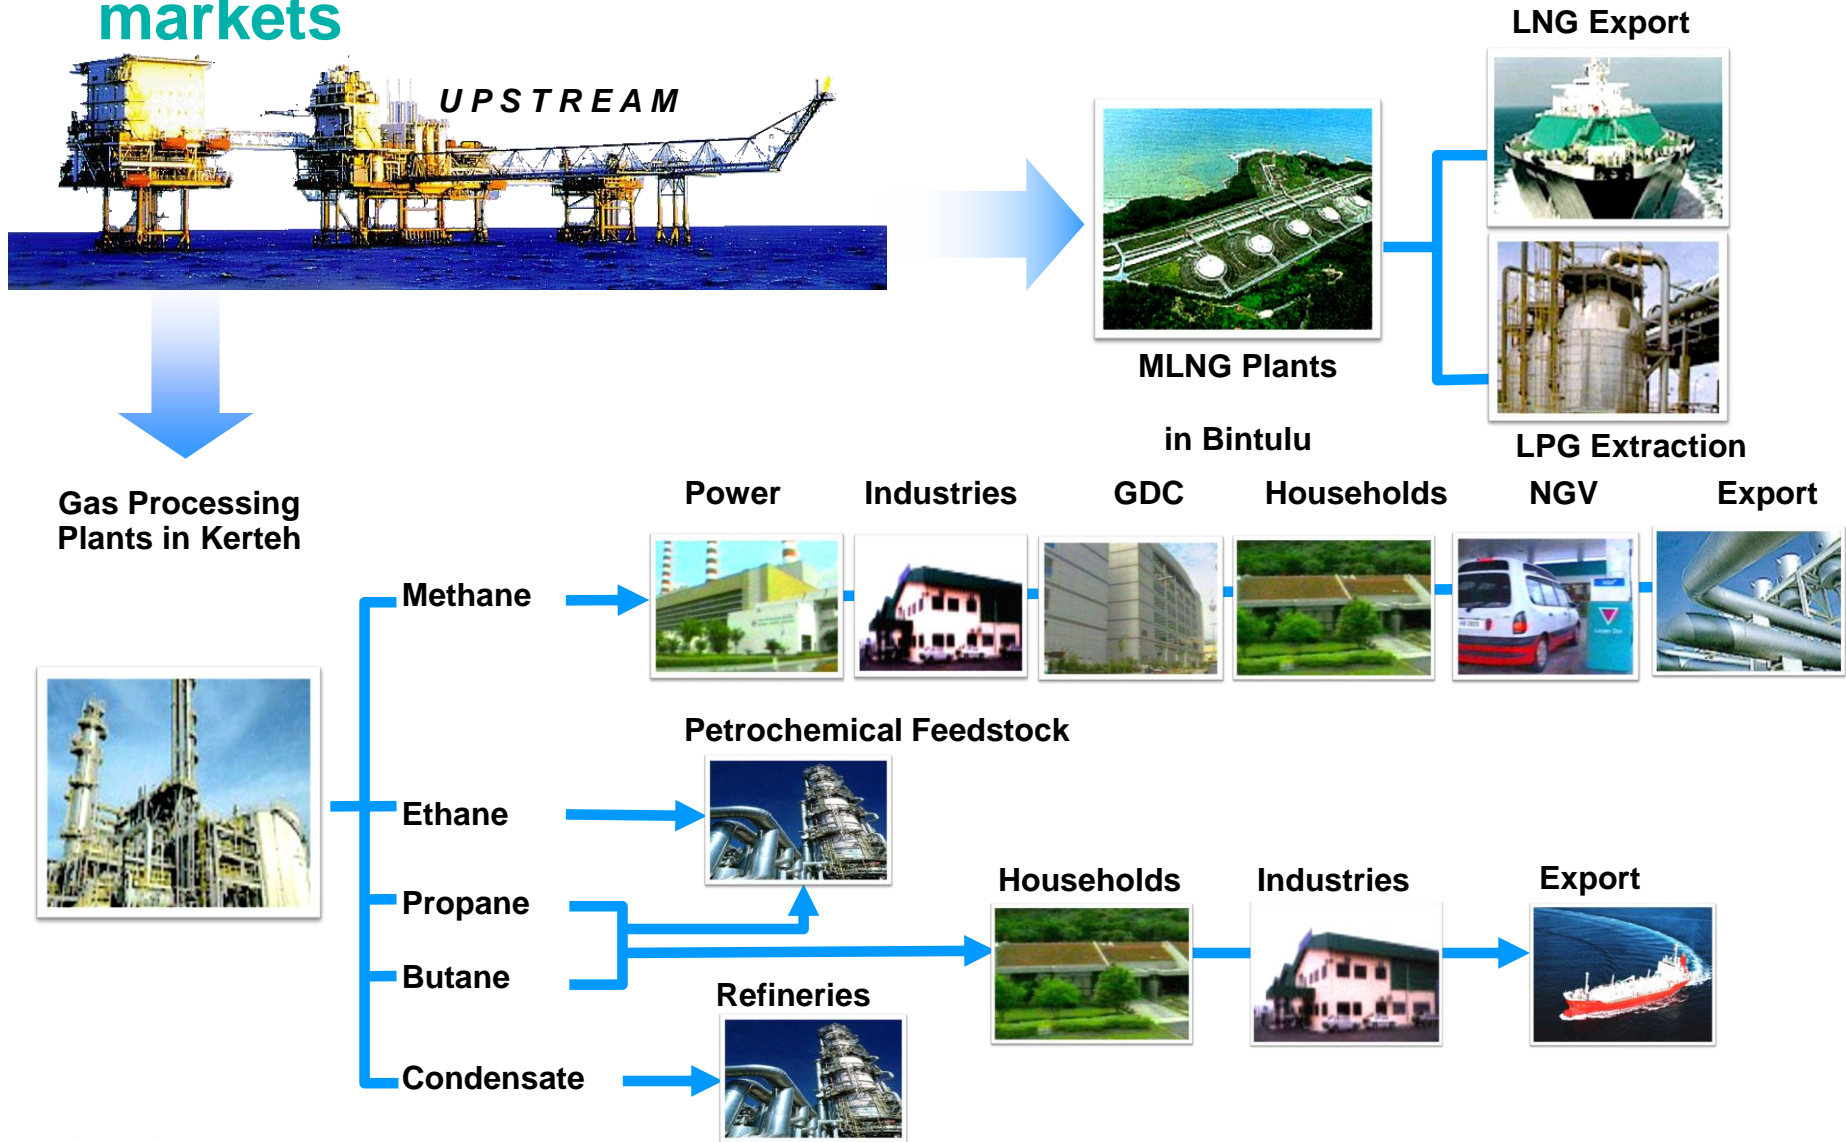 markets
UPSTREAM
LNG Export
MLNG Plants
in Bintulu
LPG Extraction
Gas Processing
Plants in Kerteh
Power
Industries
GDC
Households
NGV
Export
Methane
Petrochemical Feedstock
Ethane
Propane
Butane
Households
Industries
Export
Refineries
Condensate